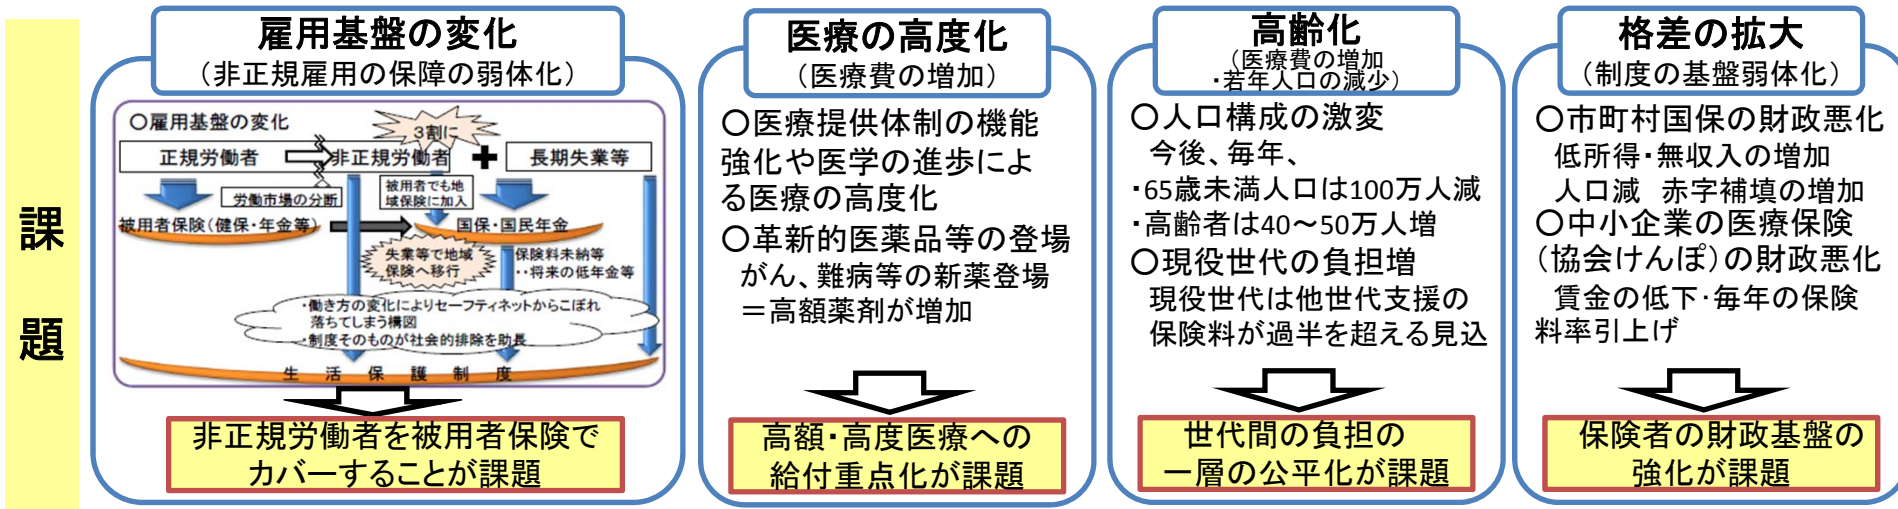 課
題
雇用基盤の変化
（非正規雇用の保障の弱体化）
〇雇用基盤の変化
3割に
正規労働者
非正規労働者
＋
長期失業等
労働市場の分断
被用者でも地
域保険に加入
被用者保険（健保・年金等）
国保・国民年金
失業等で地域
保険へ移行
保険料未納等
‥将来の低年金等
・働き方の変化によりセーフティネットからこぼれ
落ちてしまう構図
・制度そのものが社会的排除を助長
生活保護制度
非正規労働者を被用者保険で
カバーすることが課題
医療の高度化
（医療費の増加）
〇医療提供体制の機能
強化や医学の進歩によ
る医療の高度化
〇革新的医薬品等の登場
がん、難病等の新薬登場
＝高額薬剤が増加
高額・高度医療への
給付重点化が課題
高齢化
（医療費の増加
・若年人口の減少）
〇人口構成の激変
今後、毎年、
・65歳未満人口は100万人減
・高齢者は40～50万人増
〇現役世代の負担増
現役世代は他世代支援の
保険料が過半を超える見込
世代間の負担の
一層の公平化が課題
格差の拡大
（制度の基盤弱体化）
〇市町村国保の財政悪化
低所得・無収入の増加
人口減　赤字補填の増加
〇中小企業の医療保険
（協会けんぽ）の財政悪化
賃金の低下・毎年の保険
料率引上げ
保険者の財政基盤の
強化が課題